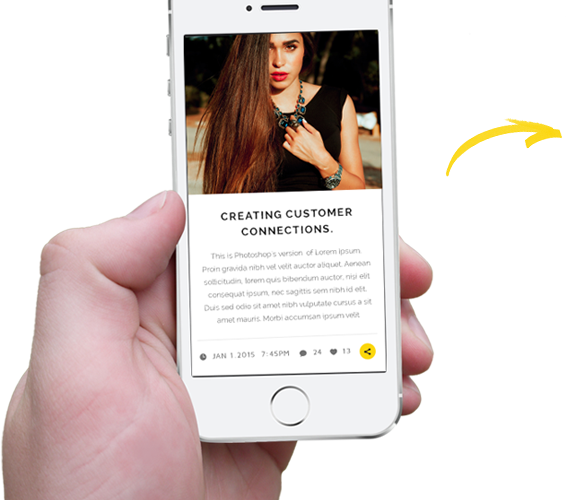 CREATING CUSTOMER
CONNECTIONS.
This is Photoshop's version of Lorem Ipsum.
Proin gravida nibh vel velit auctor aliquet. Aenean
sollicitudin, lorem quis bibendum auctor, nisi elit
consequat ipsum, nec sagittis sem nibh id elit.
Duis sed odio sit amet nibh vulputate cursus a sit
amet mauris. Morbi accumsan ipsum velit
JAN 1.2015 7:45PM 24 13